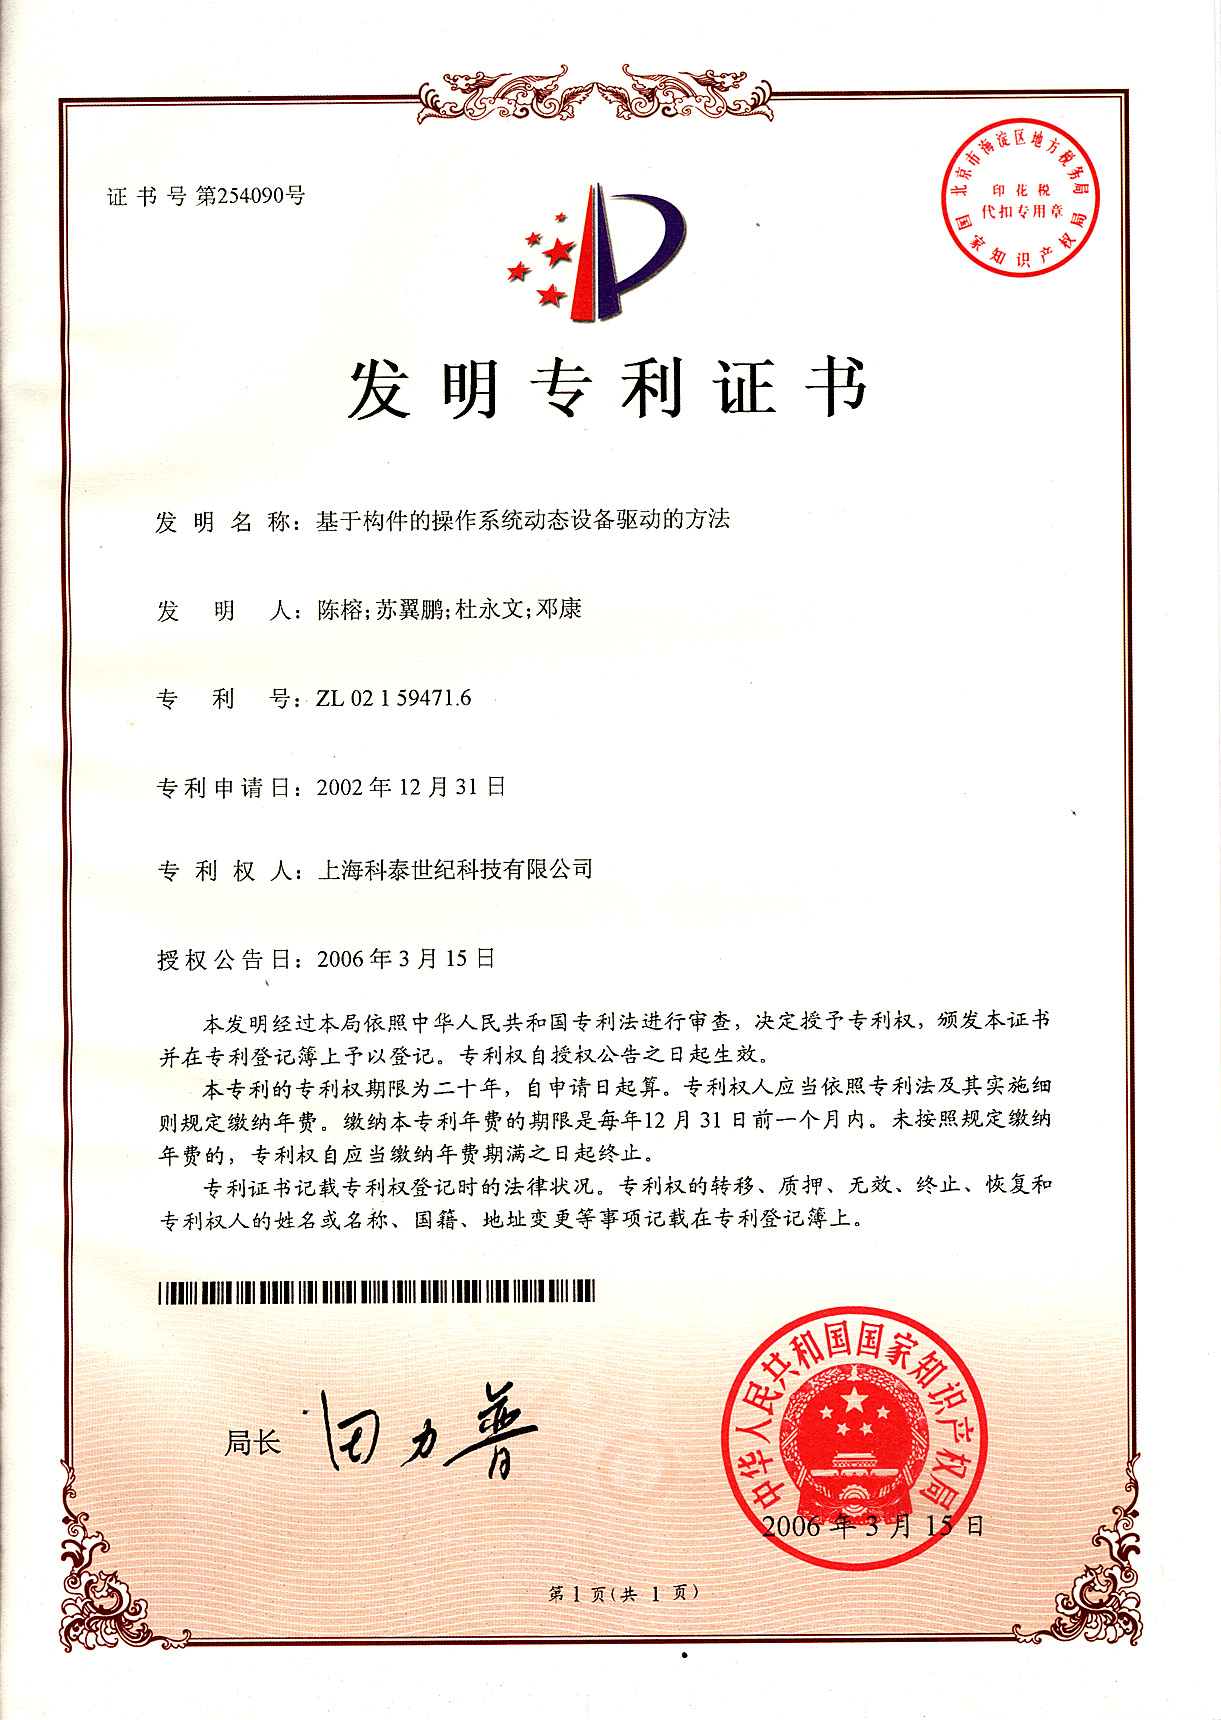 证书号第254090号
北京市海淀区地方税务局
印花税
代扣专用章
国家知识产权局
发明专利证书
发明名称：基于构件的操作系统动态设备驱动的方法
发明人：陈榕;苏翼鹏;杜永文;邓康
专利号：ZL 02 1 59471.6
专利申请日：2002年12月31日
专利权人：上海科泰世纪科技有限公司
授权公告日：2006年3月15日
本发明经过本局依照中华人民共和国专利法进行审查，决定授予专利权，颁发本证书
并在专利登记簿上予以登记。专利权自授权公告之日起生效。
本专利的专利权期限为二十年，自申请日起算。专利权人应当依照专利法及其实施细
则规定缴纳年费。缴纳本专利年费的期限是每年12月31日前一个月内。未按照规定缴纳
年费的，专利权自应当缴纳年费期满之日起终止。
专利证书记载专利权登记时的法律状况。专利权的转移、质押、无效、终止、恢复和
专利权人的姓名或名称、国籍、地址变更等事项记载在专利登记簿上。
局长 田力普
中华人民共和国国家知识产权局
2006年3月15日
第1页(共1页)